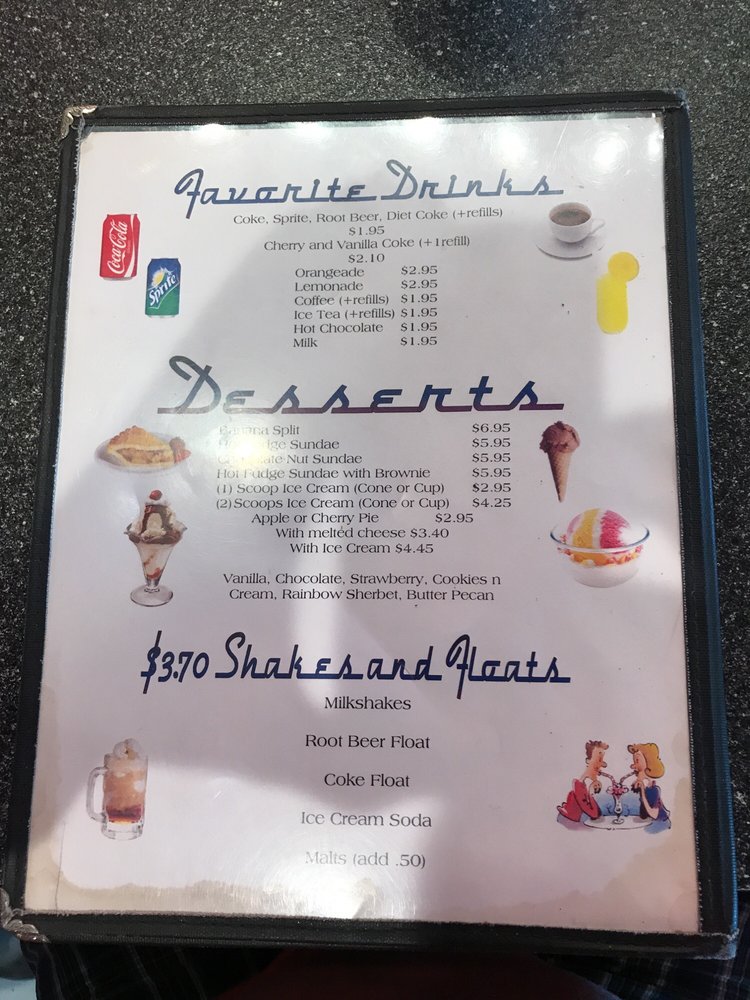 Favorite Drinks
Coke, Sprite, Root Beer, Diet Coke (+refills)
$1.95
Cherry and Vanilla Coke (+1refill)
$2.10
Orangeade $2.95
Lemonade $2.95
Coffee (+refills) $1.95
Ice Tea (+refills) $1.95
Hot Chocolate $1.95
Milk $1.95
Coca-Cola
Sprite
Desserts
Banana Split $6.95
Fudge Sundae $5.95
Chocolate Nut Sundae $5.95
Hot Fudge Sundae with Brownie $5.95
(1) Scoop Ice Cream (Cone or Cup) $2.95
(2) Scoops Ice Cream (Cone or Cup) $4.25
Apple or Cherry Pie $2.95
With melted cheese $3.40
With Ice Cream $4.45
Vanilla, Chocolate, Strawberry, Cookies n
Cream, Rainbow Sherbet, Butter Pecan
$3.70 Shakes and Floats
Milkshakes
Root Beer Float
Coke Float
Ice Cream Soda
Malts (add .50)